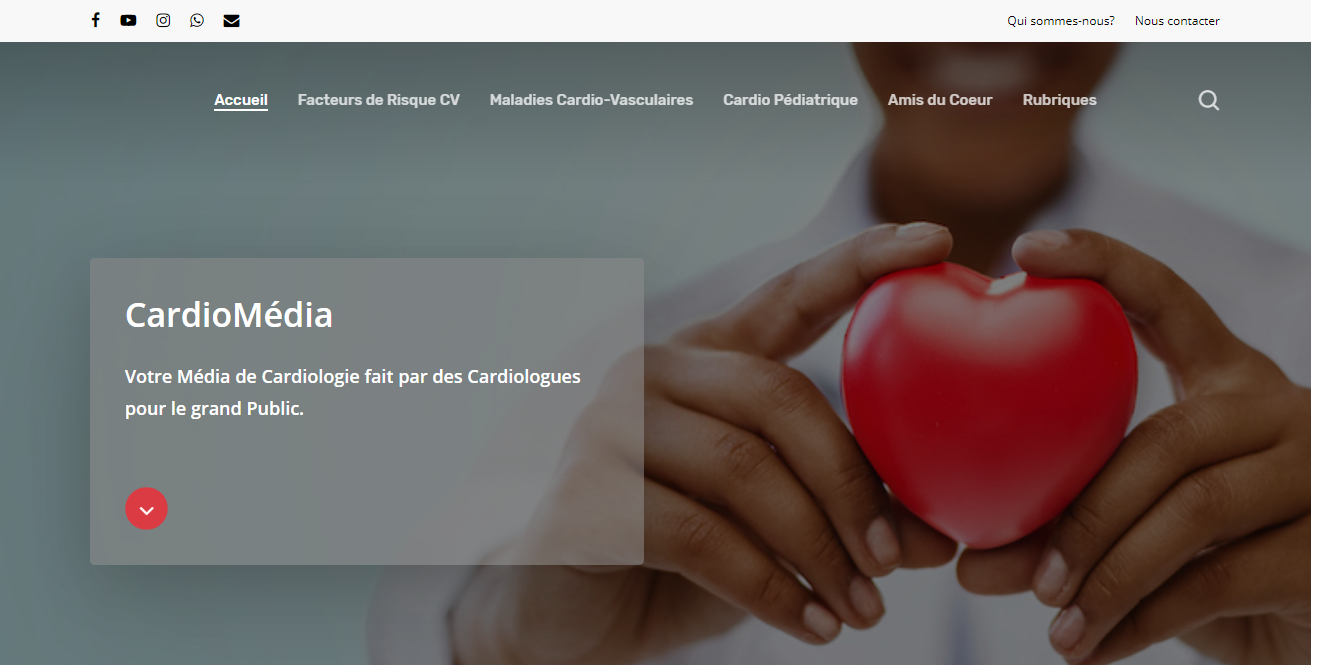 Qui sommes-nous? Nous contacter
Accueil Facteurs de Risque CV Maladies Cardio-Vasculaires Cardio Pédiatrique Amis du Coeur Rubriques
CardioMédia
Votre Média de Cardiologie fait par des Cardiologues
pour le grand Public.